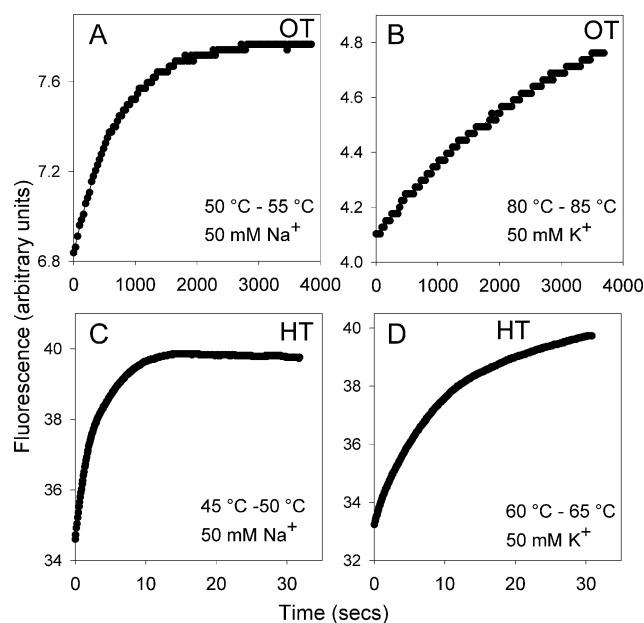 A
OT
7.6
7.2
6.8
50 °C - 55 °C
50 mM Na+
0 1000 2000 3000 4000
B
OT
4.8
4.6
4.4
4.2
4.0
80 °C - 85 °C
50 mM K+
0 1000 2000 3000 4000
Fluorescence (arbitrary units)
C
HT
40
38
36
34
45 °C -50 °C
50 mM Na+
0 10 20 30
D
HT
40
38
36
34
32
60 °C - 65 °C
50 mM K+
0 10 20 30
Time (secs)